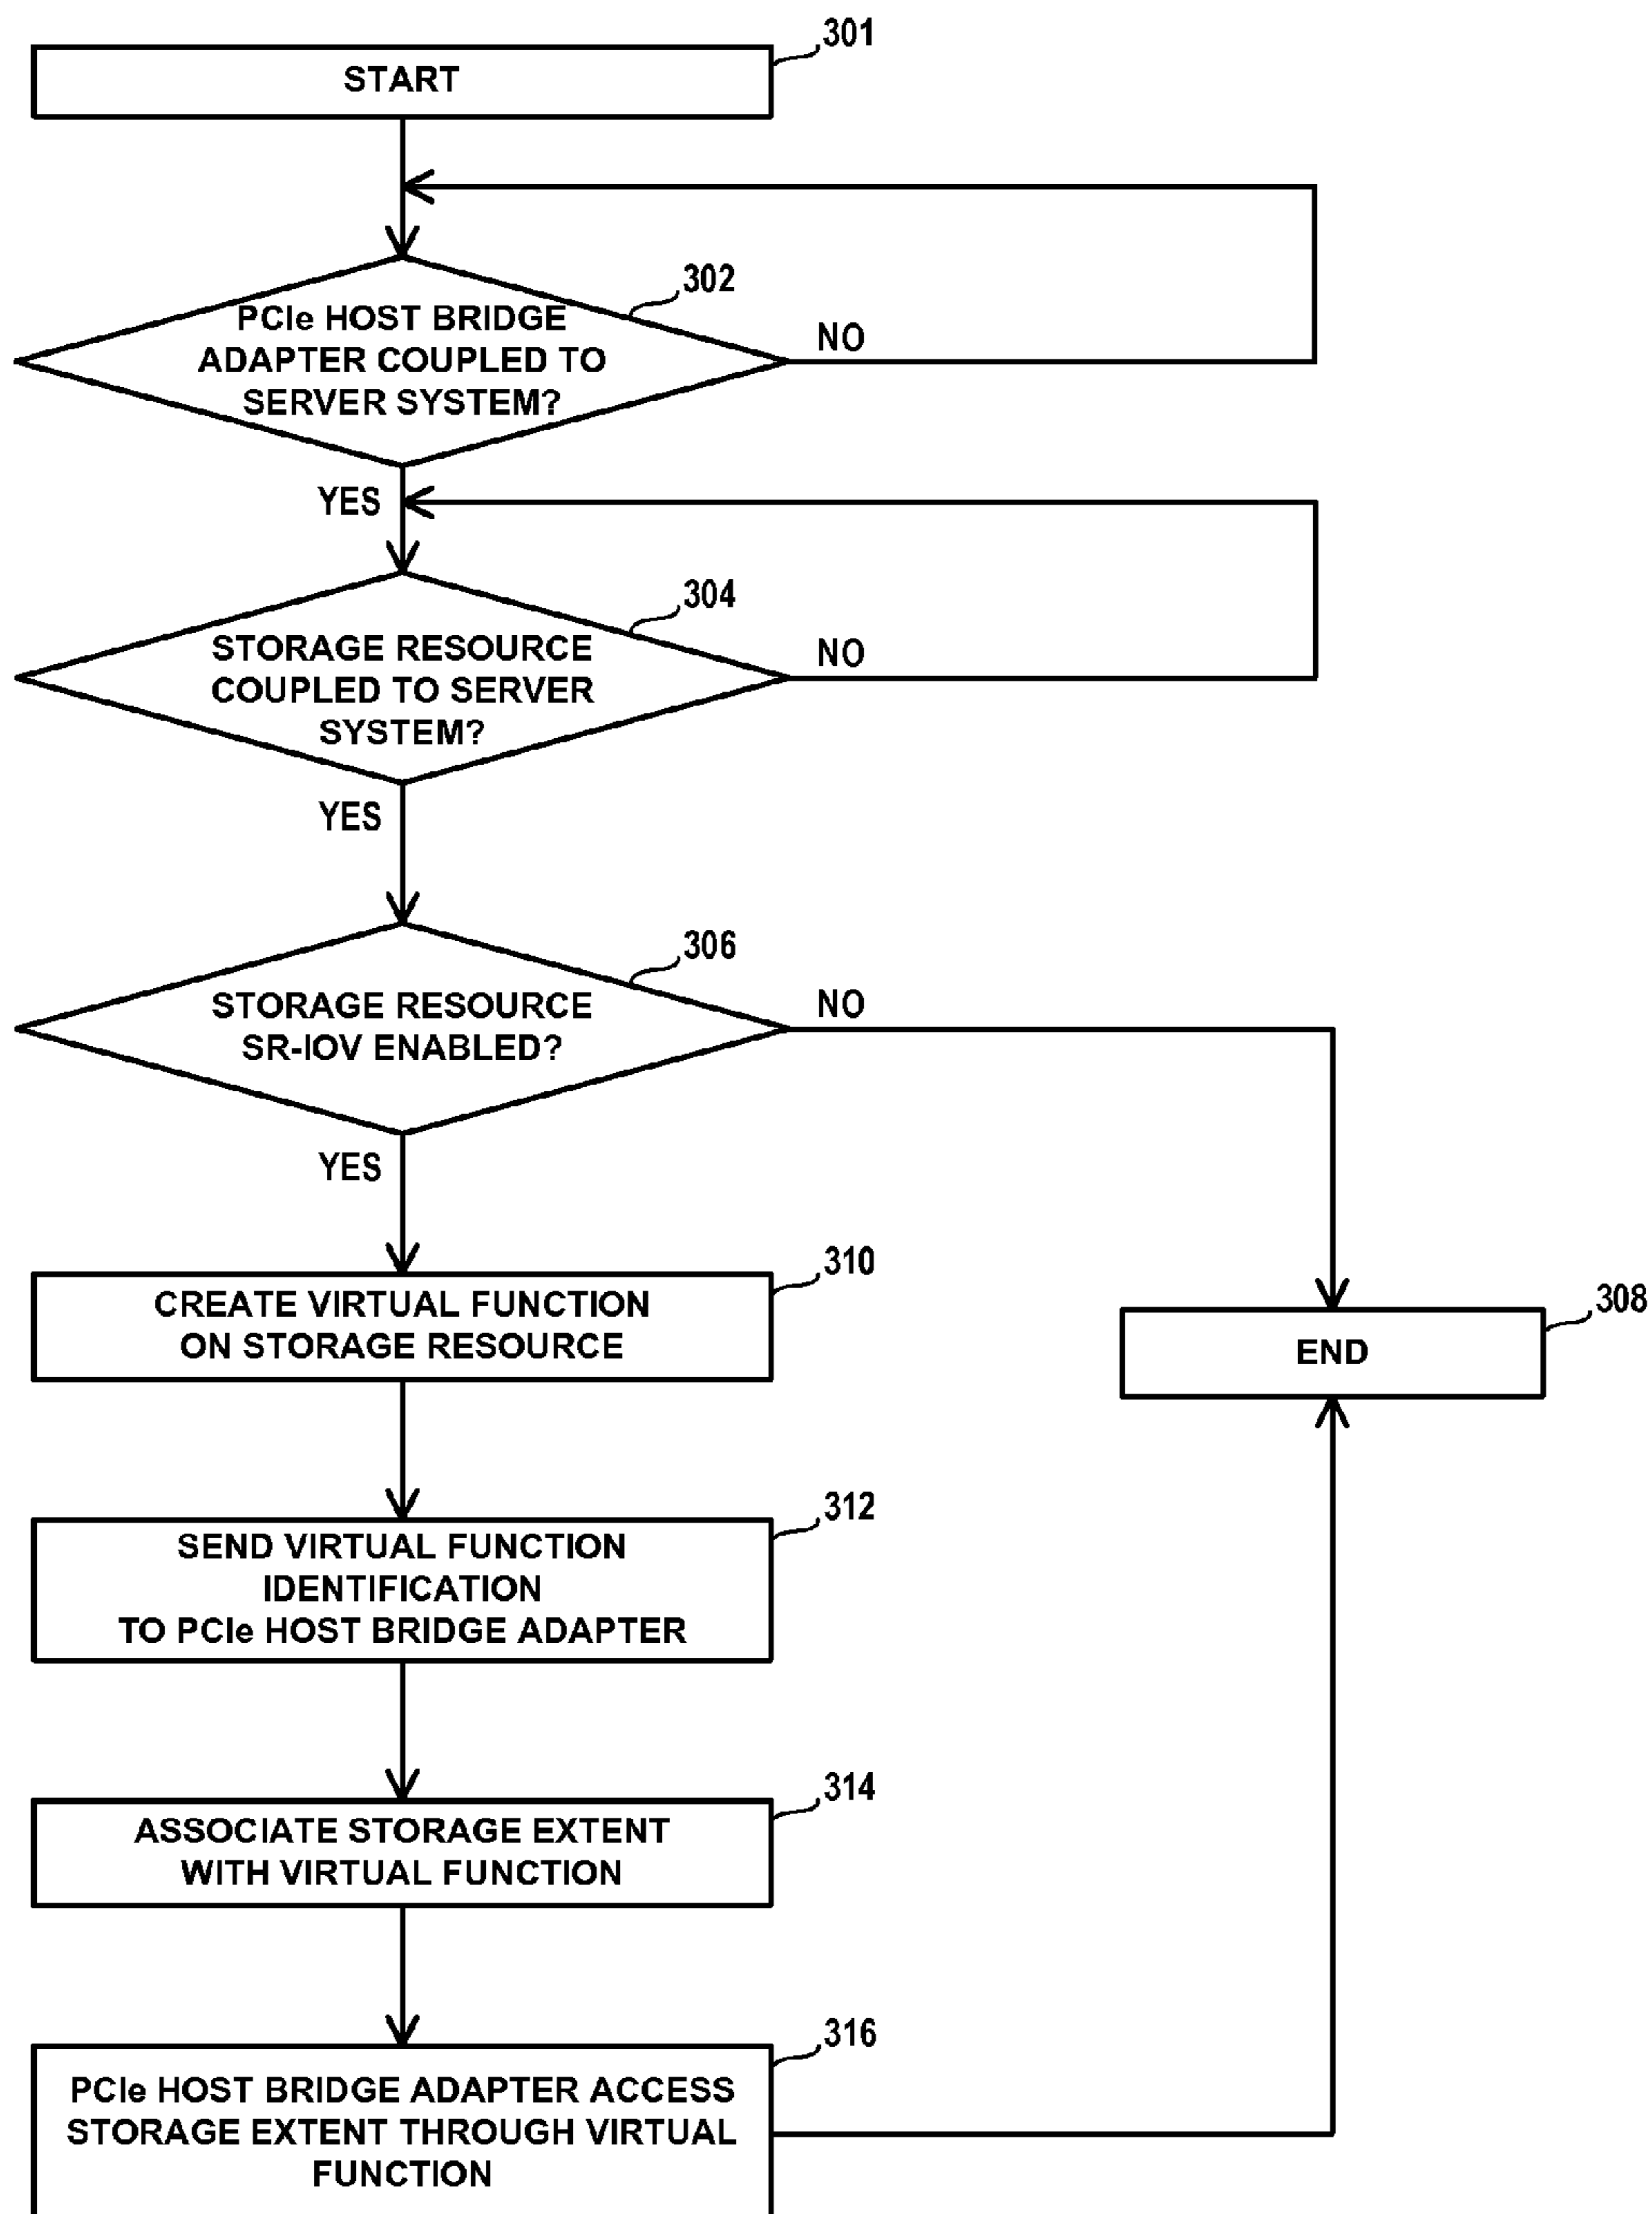 301
START
302
PCIe HOST BRIDGE
ADAPTER COUPLED TO
SERVER SYSTEM?
NO
YES
304
STORAGE RESOURCE
COUPLED TO SERVER
SYSTEM?
NO
YES
306
STORAGE RESOURCE
SR-IOV ENABLED?
NO
YES
310
CREATE VIRTUAL FUNCTION
ON STORAGE RESOURCE
308
END
312
SEND VIRTUAL FUNCTION
IDENTIFICATION
TO PCIe HOST BRIDGE ADAPTER
314
ASSOCIATE STORAGE EXTENT
WITH VIRTUAL FUNCTION
316
PCIe HOST BRIDGE ADAPTER ACCESS
STORAGE EXTENT THROUGH VIRTUAL
FUNCTION